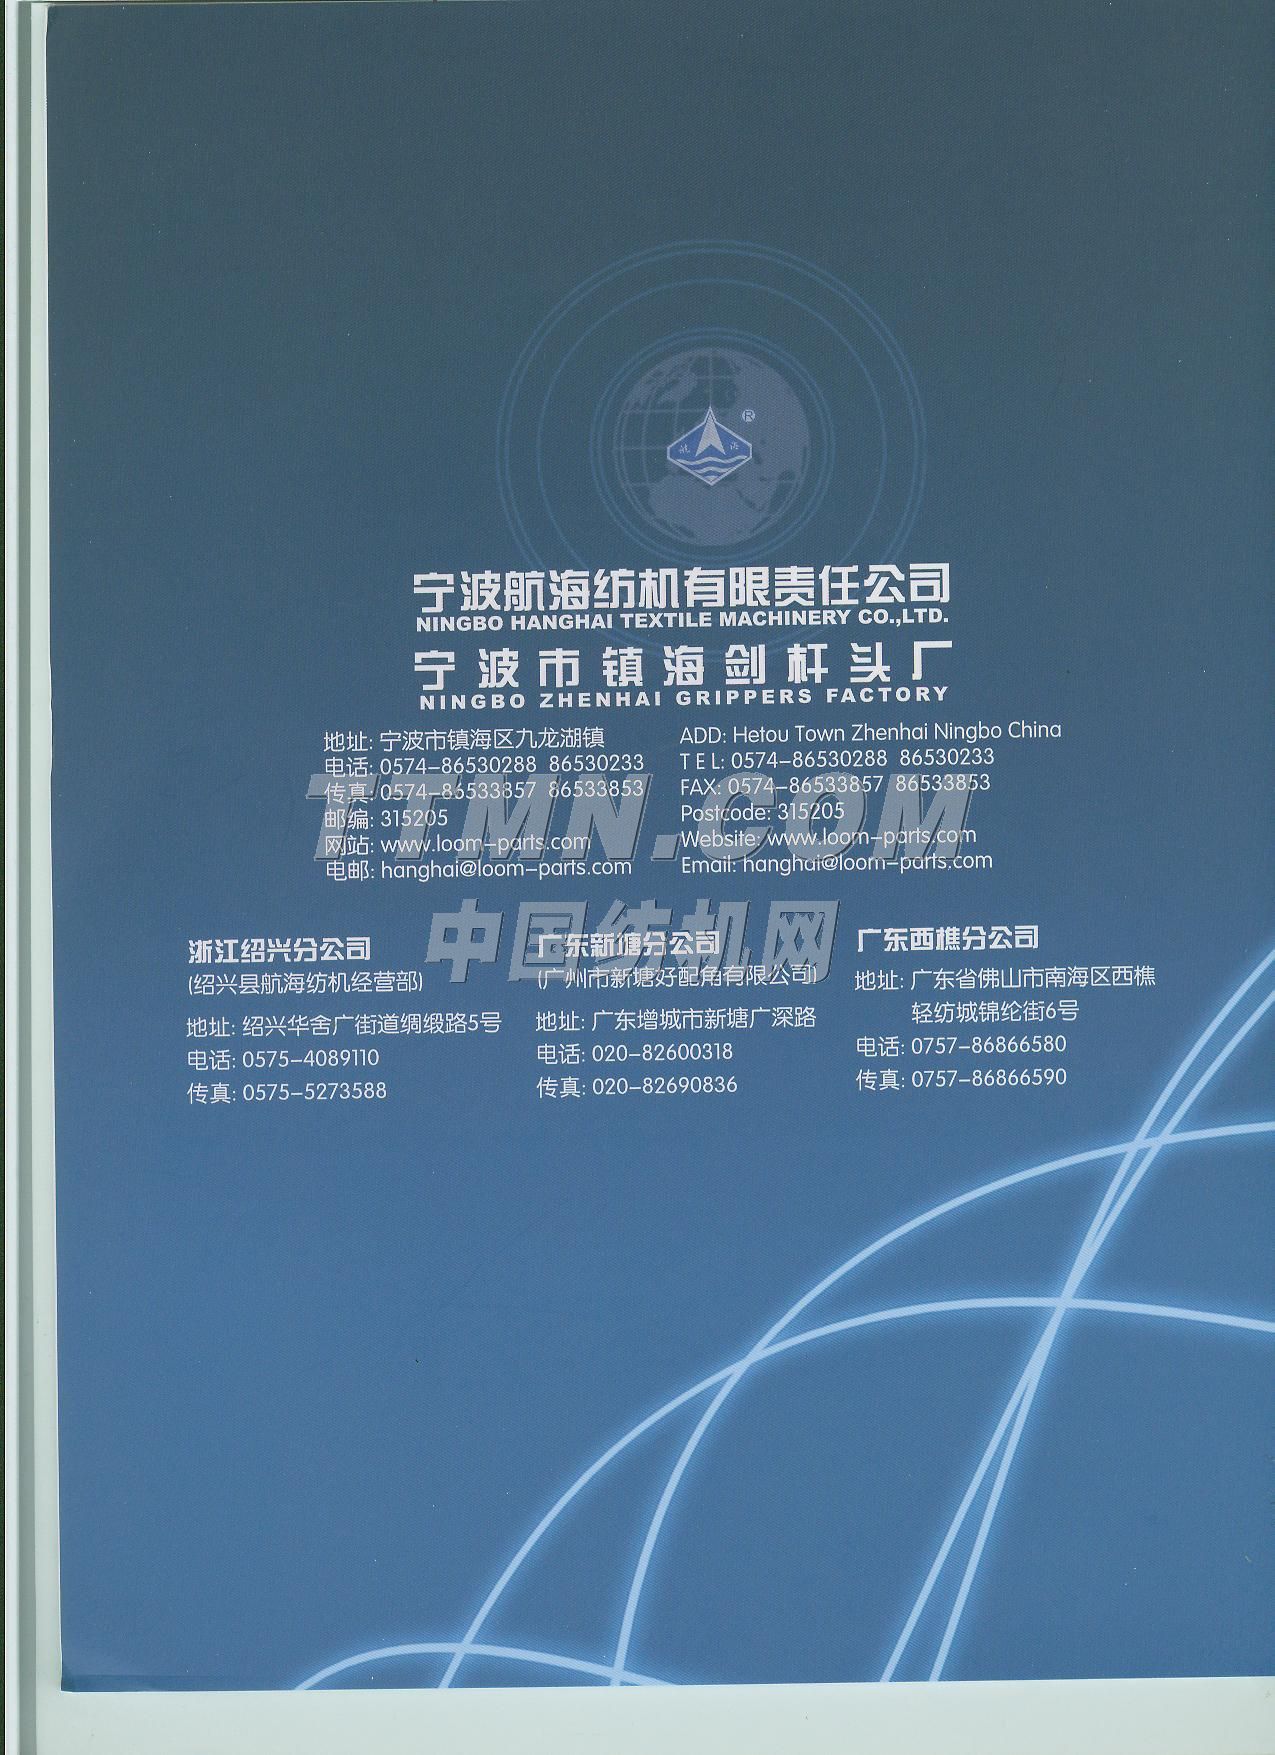 航 海 ®
宁波航海纺机有限责任公司
NINGBO HANGHAI TEXTILE MACHINERY CO.,LTD.
宁波市镇海剑杆头厂
NINGBO ZHENHAI GRIPPERS FACTORY
地址: 宁波市镇海区九龙湖镇
电话: 0574-86530288 86530233
传真: 0574-86533857 86533853
邮编: 315205
网站: www.loom-parts.com
电邮: hanghai@loom-parts.com
ADD: Hetou Town Zhenhai Ningbo China
TEL: 0574-86530288 86530233
FAX: 0574-86533857 86533853
Postcode: 315205
Website: www.loom-parts.com
Email: hanghai@loom-parts.com
TTMN.COM
中国纺机网
浙江绍兴分公司
(绍兴县航海纺机经营部)
地址: 绍兴华舍广街道绸缎路5号
电话: 0575-4089110
传真: 0575-5273588
广东新塘分公司
(广州市新塘好配角有限公司)
地址: 广东增城市新塘广深路
电话: 020-82600318
传真: 020-82690836
广东西樵分公司
地址: 广东省佛山市南海区西樵
轻纺城锦纶街6号
电话: 0757-86866580
传真: 0757-86866590